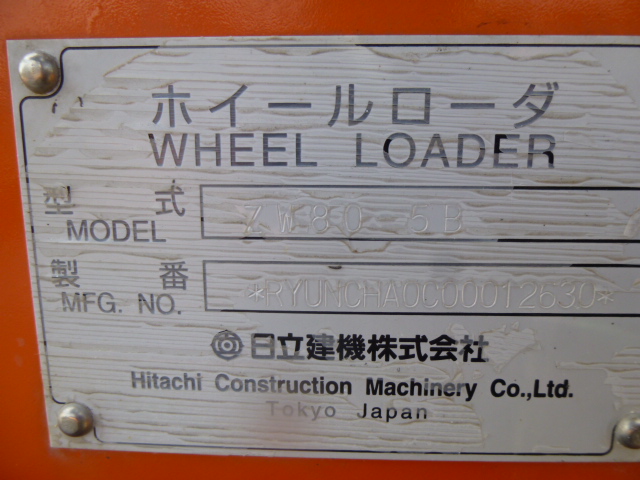 ホイールローダ
WHEEL LOADER
型式 ZW80-5B
MODEL
製番 *RYUNCHA0C00012630*
MFG. NO.
日立建機株式会社
Hitachi Construction Machinery Co.,Ltd.
Tokyo Japan